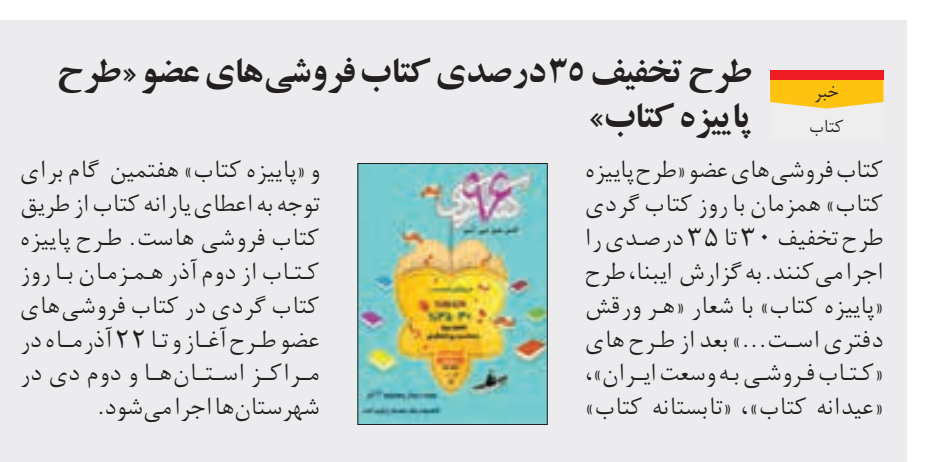 خبر
کتاب
طرح تخفیف ۳۵درصدی کتاب فروشی‌های عضو «طرح
پاییزه کتاب»
کتاب فروشی‌های عضو «طرح پاییزه
کتاب» همزمان با روز کتاب گردی
طرح تخفیف ۳۰ تا ۳۵ درصدی را
اجرا می‌کنند. به گزارش ایبنا، طرح
«پاییزه کتاب» با شعار «هر ورقش
دفتری است...» بعد از طرح های
«کتاب فروشی به وسعت ایران»،
«عیدانه کتاب»، «تابستانه کتاب»
۹۶
و «پاییزه کتاب» هفتمین گام برای
توجه به اعطای یارانه کتاب از طریق
کتاب فروشی هاست. طرح پاییزه
کتاب از دوم آذر همزمان با روز
کتاب گردی در کتاب فروشی‌های
عضو طرح آغاز و تا ۲۲ آذر ماه در
مراکز استان‌ها و دوم دی در
شهرستان‌ها اجرا می‌شود.